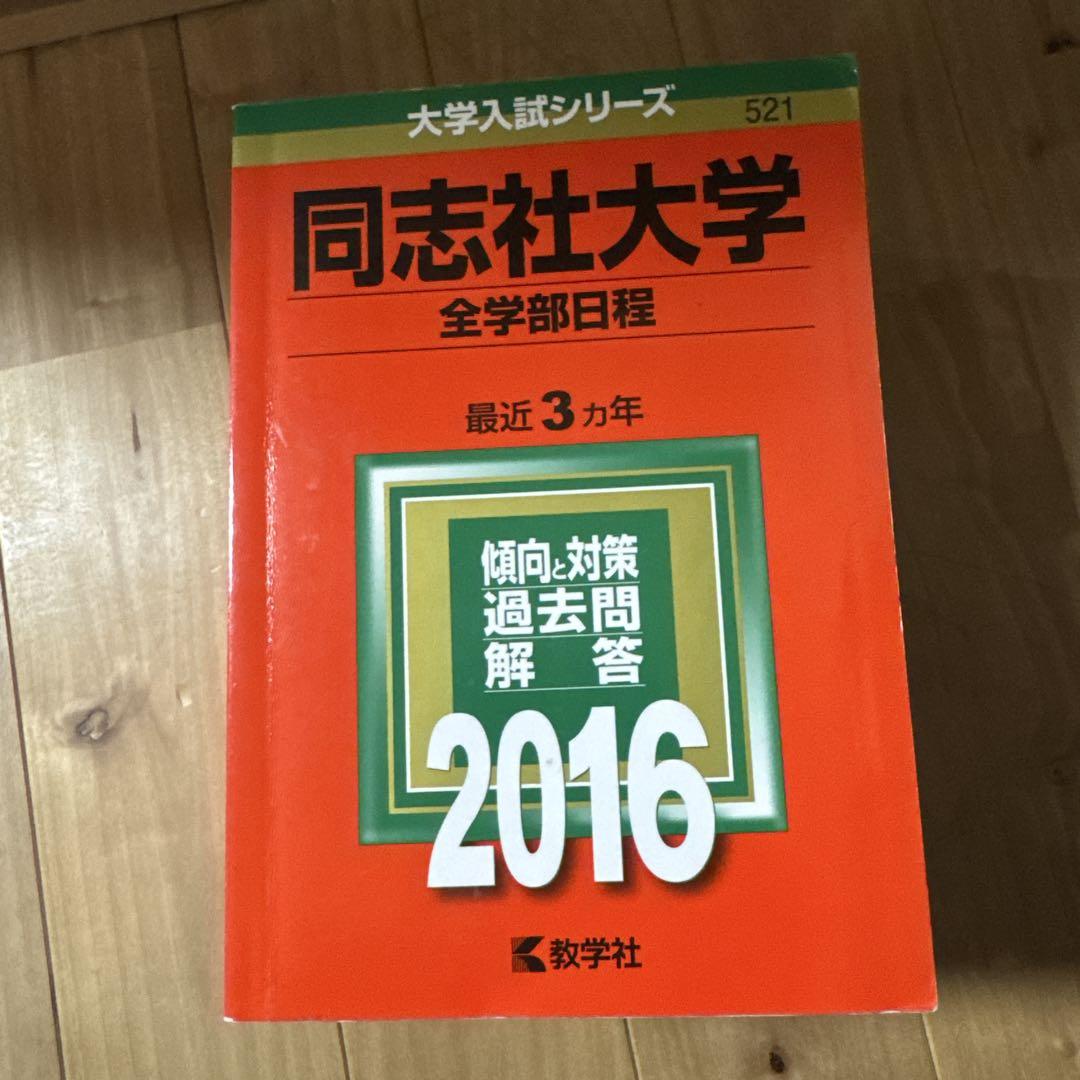 大学入試シリーズ
521
同志社大学
全学部日程
最近3カ年
傾向と対策
過去問
解答
2016
教学社